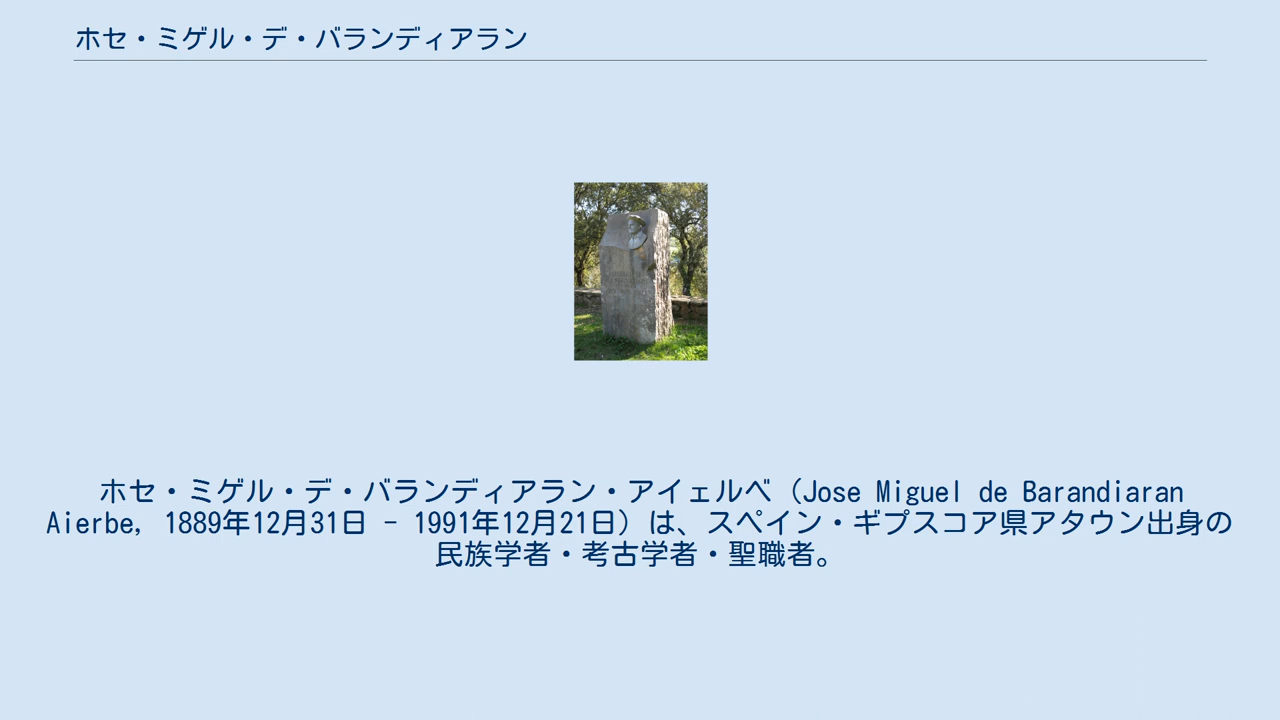 ホセ・ミゲル・デ・バランディアラン
ホセ・ミゲル・デ・バランディアラン・アイェルベ（Jose Miguel de Barandiaran
Aierbe, 1889年12月31日 - 1991年12月21日）は、スペイン・ギプスコア県アタウン出身の
民族学者・考古学者・聖職者。